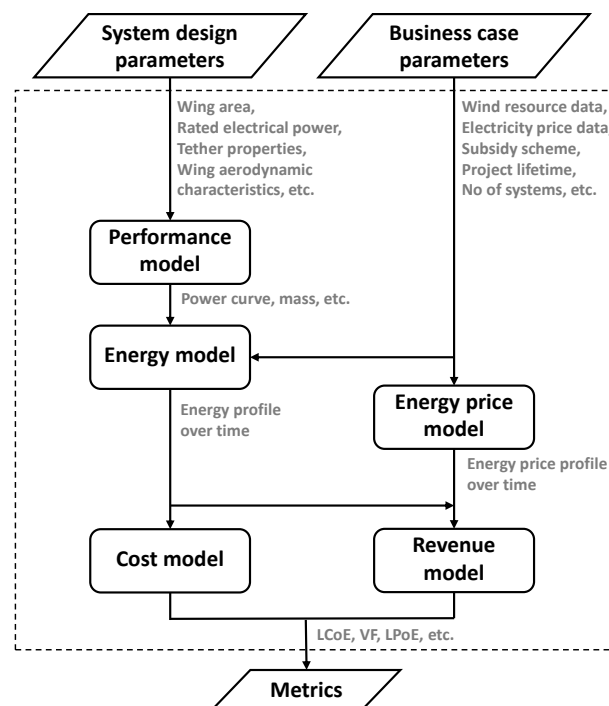 System design
parameters
Business case
parameters
Wing area,
Rated electrical power,
Tether properties,
Wing aerodynamic
characteristics, etc.
Wind resource data,
Electricity price data,
Subsidy scheme,
Project lifetime,
No of systems, etc.
Performance
model
Power curve, mass, etc.
Energy model
Energy profile
over time
Energy price
model
Energy price profile
over time
Cost model
Revenue
model
LCoE, VF, LPoE, etc.
Metrics